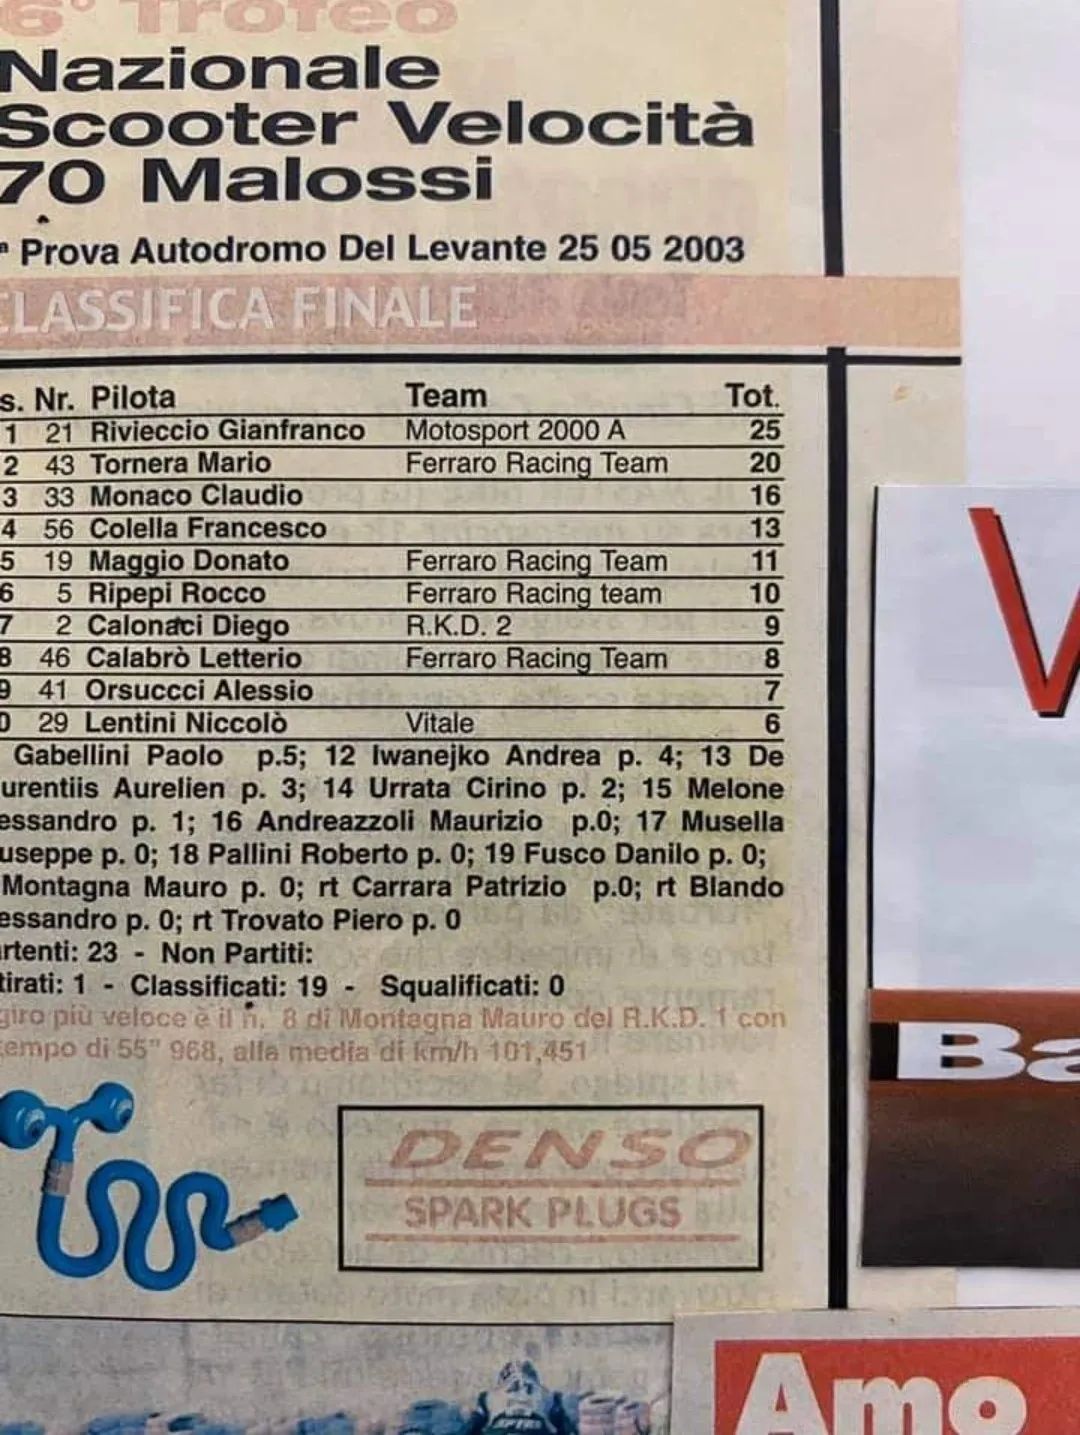 6° Trofeo
Nazionale
Scooter Velocità
70 Malossi
Prova Autodromo Del Levante 25 05 2003
CLASSIFICA FINALE
s. Nr. Pilota Team Tot.
1 21 Rivieccio Gianfranco Motosport 2000 A 25
2 43 Tornera Mario Ferraro Racing Team 20
3 33 Monaco Claudio 16
4 56 Colella Francesco 13
5 19 Maggio Donato Ferraro Racing Team 11
6 5 Ripepi Rocco Ferraro Racing team 10
7 2 Calonaci Diego R.K.D. 2 9
8 46 Calabrò Letterio Ferraro Racing Team 8
9 41 Orsuccci Alessio 7
0 29 Lentini Niccolò Vitale 6
Gabellini Paolo p.5; 12 Iwanejko Andrea p. 4; 13 De
urentiis Aurelien p. 3; 14 Urrata Cirino p. 2; 15 Melone
essandro p. 1; 16 Andreazzoli Maurizio p.0; 17 Musella
useppe p. 0; 18 Pallini Roberto p. 0; 19 Fusco Danilo p. 0;
Montagna Mauro p. 0; rt Carrara Patrizio p.0; rt Blando
essandro p. 0; rt Trovato Piero p. 0
rtenti: 23 - Non Partiti:
tirati: 1 - Classificati: 19 - Squalificati: 0
giro più veloce è il n. 8 di Montagna Mauro del R.K.D. 1 con
tempo di 55" 968, alla media di km/h 101,451
DENSO
SPARK PLUGS
V
Ba
Amo